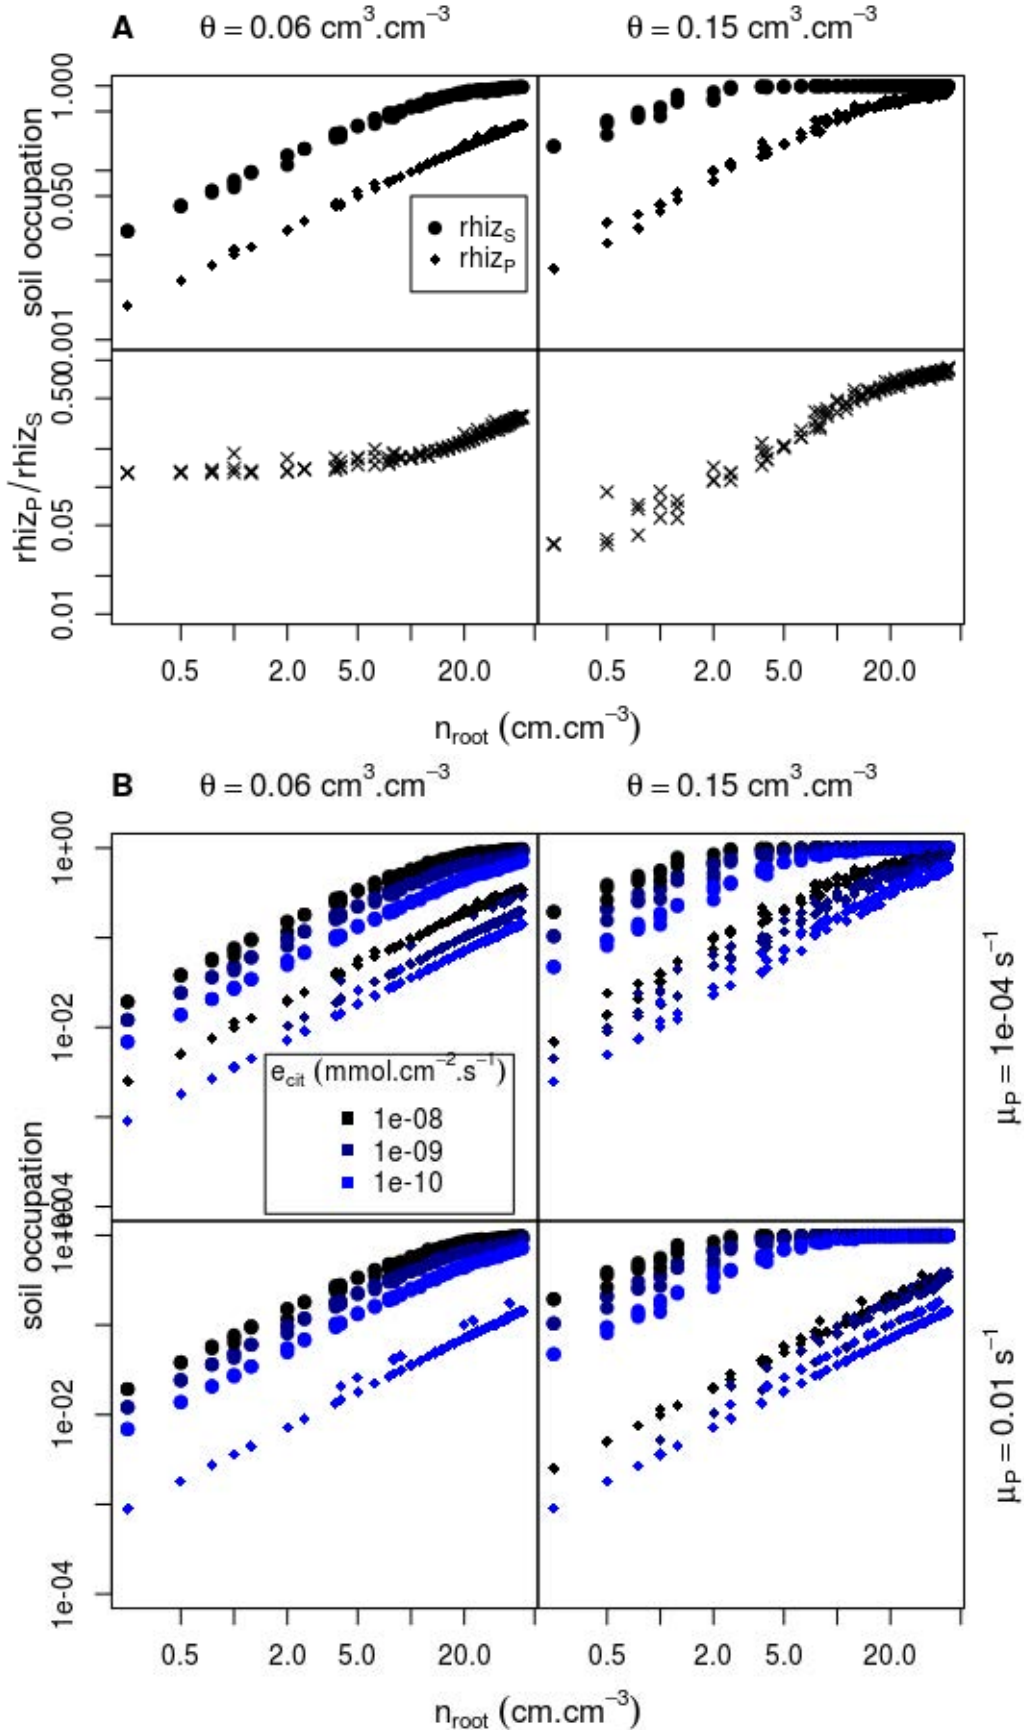 A θ = 0.06 cm³.cm⁻³ θ = 0.15 cm³.cm⁻³
soil occupation
1.000
0.050
0.001
rhizS
rhizP
rhizP/rhizS
0.500
0.05
0.01
0.5 2.0 5.0 20.0 0.5 2.0 5.0 20.0
nroot (cm.cm⁻³)
B θ = 0.06 cm³.cm⁻³ θ = 0.15 cm³.cm⁻³
soil occupation
1e+00
1e-02
1e-04
ecit (mmol.cm⁻².s⁻¹)
1e-08
1e-09
1e-10
μP = 1e-04 s⁻¹
1e+00
1e-02
1e-04
μP = 0.01 s⁻¹
0.5 2.0 5.0 20.0 0.5 2.0 5.0 20.0
nroot (cm.cm⁻³)